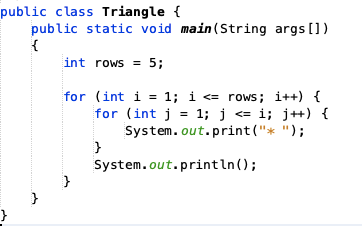 public class Triangle {
    public static void main(String args[])
    {
        int rows = 5;

        for (int i = 1; i <= rows; i++) {
            for (int j = 1; j <= i; j++) {
                System.out.print("* ");
            }
            System.out.println();
        }
    }
}